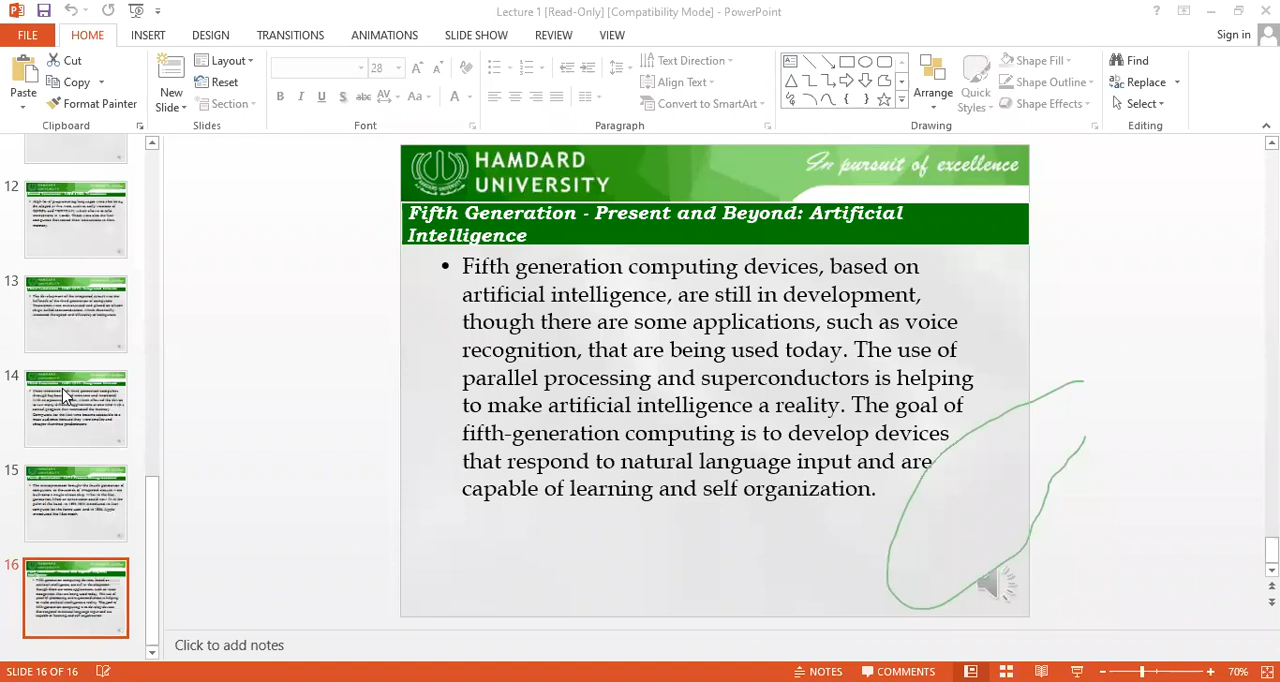 Lecture 1 [Read-Only] [Compatibility Mode] - PowerPoint
FILE HOME INSERT DESIGN TRANSITIONS ANIMATIONS SLIDE SHOW REVIEW VIEW Sign in
Paste
Cut
Copy
Format Painter
Clipboard
New
Slide
Layout
Reset
Section
Slides
28
B I U S abc AV Aa A
Font
Text Direction
Align Text
Convert to SmartArt
Paragraph
Arrange
Quick
Styles
Shape Fill
Shape Outline
Shape Effects
Drawing
Find
Replace
Select
Editing
12
13
14
15
16
HAMDARD
UNIVERSITY
In pursuit of excellence
Fifth Generation - Present and Beyond: Artificial
Intelligence
• Fifth generation computing devices, based on
artificial intelligence, are still in development,
though there are some applications, such as voice
recognition, that are being used today. The use of
parallel processing and superconductors is helping
to make artificial intelligence a reality. The goal of
fifth-generation computing is to develop devices
that respond to natural language input and are
capable of learning and self organization.
Click to add notes
SLIDE 16 OF 16
NOTES COMMENTS 70%